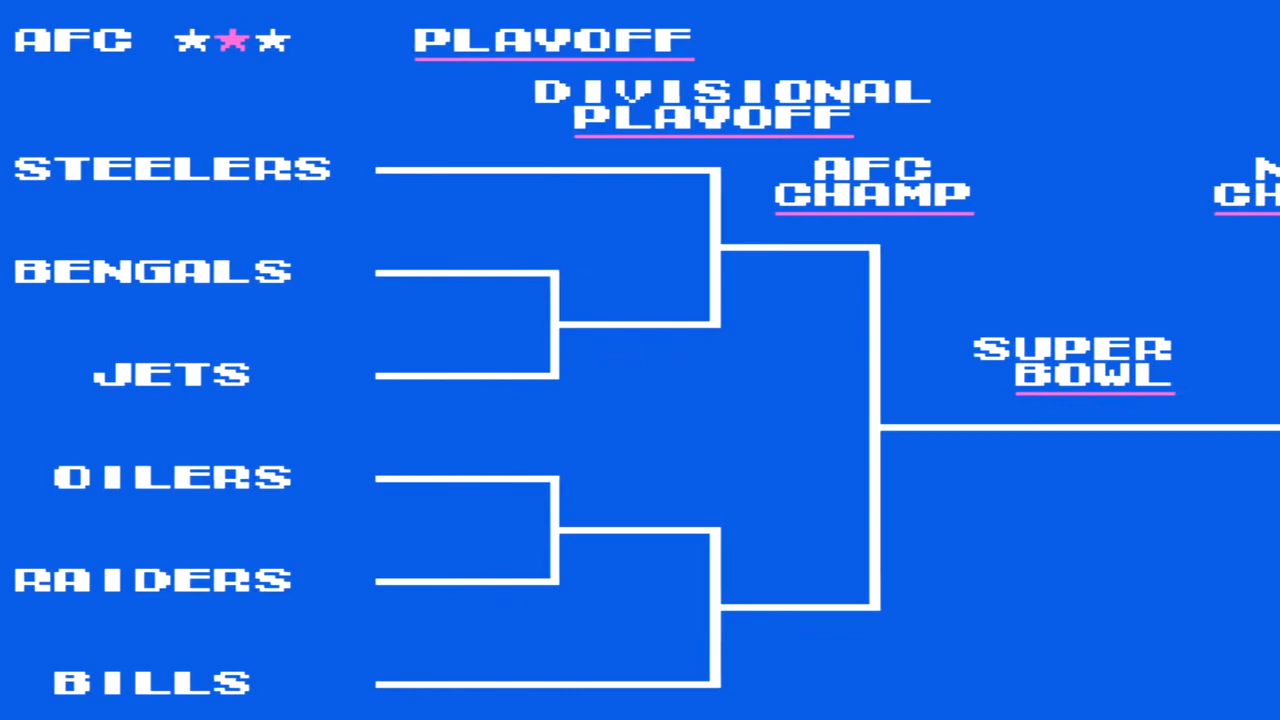 AFC ★★★ PLAYOFF
DIVISIONAL
PLAYOFF
STEELERS
AFC
CHAMP
BENGALS
SUPER
BOWL
JETS
OILERS
RAIDERS
BILLS